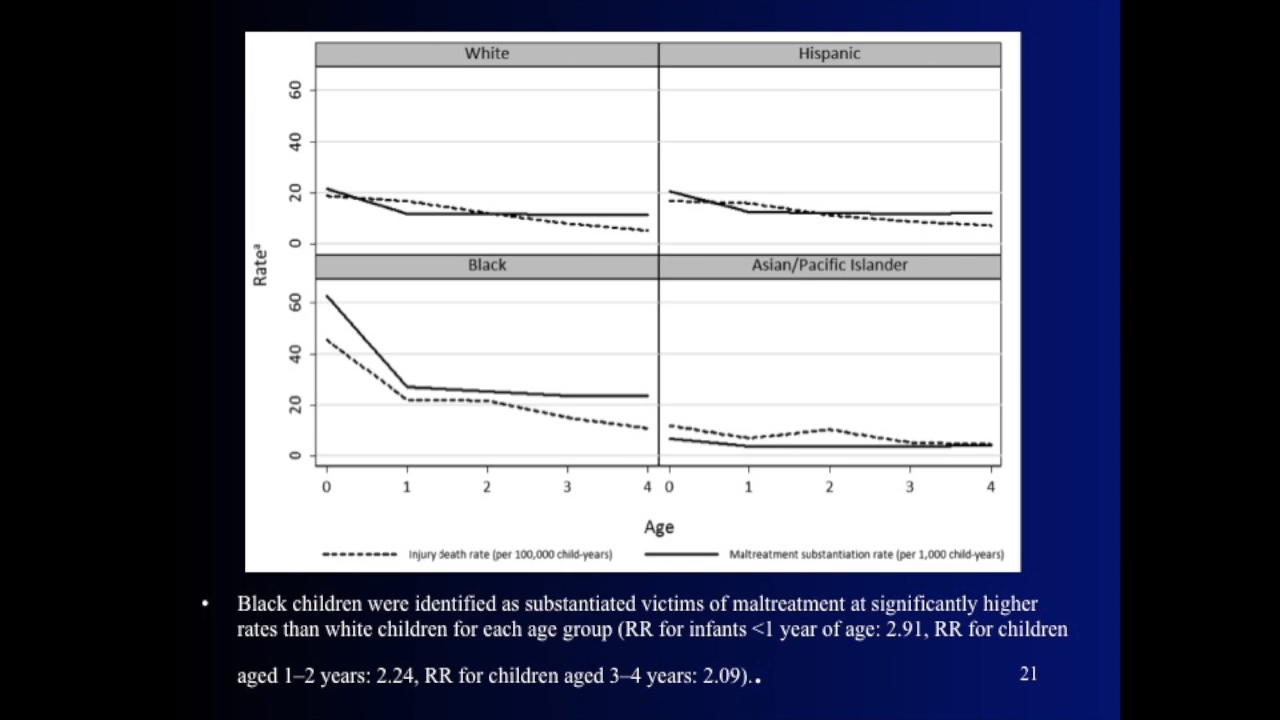 White Hispanic
60
40
20
0
Rateª
Black Asian/Pacific Islander
60
40
20
0
0 1 2 3 4 0 1 2 3 4
Age
Injury death rate (per 100,000 child-years) Maltreatment substantiation rate (per 1,000 child-years)
• Black children were identified as substantiated victims of maltreatment at significantly higher
rates than white children for each age group (RR for infants <1 year of age: 2.91, RR for children
aged 1–2 years: 2.24, RR for children aged 3–4 years: 2.09)..
21